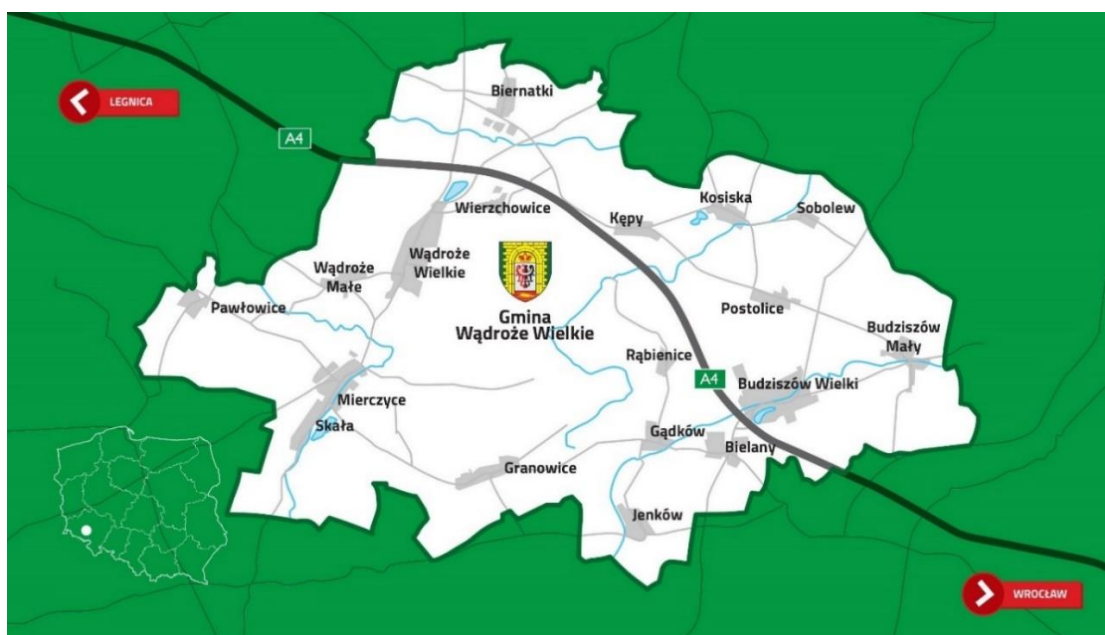 Biernatki
LEGNICA
A4
Kosiska
Wierzchowice
Sobolew
Kępy
Wądroże
Wielkie
Wądroże
Małe
Pawłowice
Postolice
Gmina
Wądroże Wielkie
Budziszów
Mały
Rąbienice
A4
Budziszów Wielki
Mierczyce
Skała
Gądków
Bielany
Granowice
Jenków
WROCŁAW